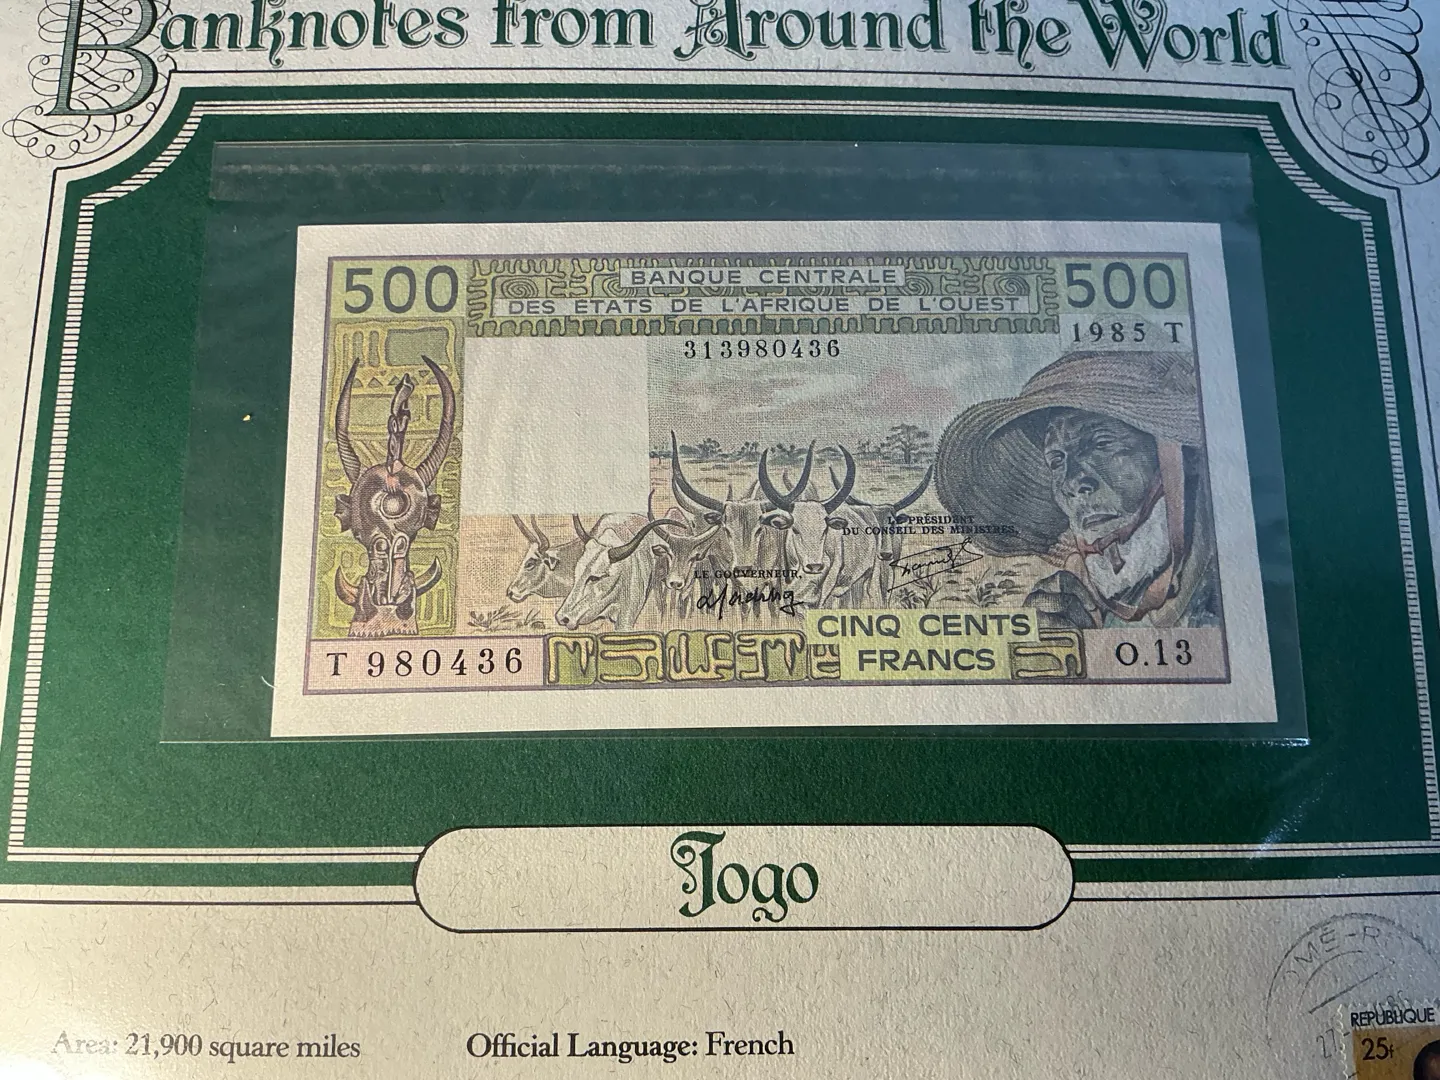 Banknotes from Around the World
500
BANQUE CENTRALE
DES ETATS DE L'AFRIQUE DE L'OUEST
500
1985 T
313980436
LE PRÉSIDENT
DU CONSEIL DES MINISTRES,
LE GOUVERNEUR,
CINQ CENTS
FRANCS
T 980436
O.13
Togo
Area: 21,900 square miles
Official Language: French
OMÉ-R
REPUBLIQUE
25f